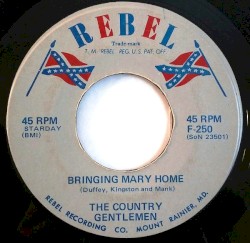 REBEL
Trademark
T. M. "REBEL" REG. U.S. PAT. OFF.
45 RPM
STARDAY
(BMI)
45 RPM
F-250
(SoN 23501)
BRINGING MARY HOME
(Duffey, Kingston and Mank)
THE COUNTRY
GENTLEMEN
REBEL RECORDING CO. MOUNT RAINIER, MD.